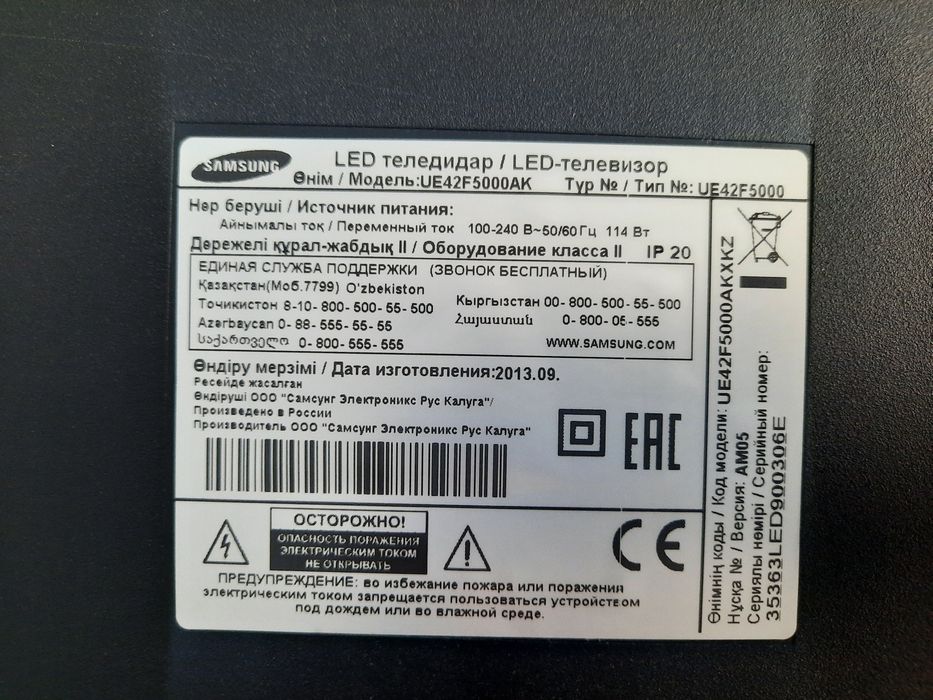 SAMSUNG
LED теледидар / LED-телевизор
Өнім / Модель:UE42F5000AK Тур № / Тип №: UE42F5000
Нәр беруші / Источник питания:
Айнымалы ток / Переменный ток 100-240 В~50/60 Гц 114 Вт
Дәрежелі құрал-жабдық II / Оборудование класса II IP 20
ЕДИНАЯ СЛУЖБА ПОДДЕРЖКИ (ЗВОНОК БЕСПЛАТНЫЙ)
Қазақстан(Моб.7799) O'zbekiston
Точикистон 8-10-800-500-55-500
Кыргызстан 00-800-500-55-500
Azərbaycan 0-88-555-55-55
Հայաստան 0-800-05-555
საქართველო 0-800-555-555
WWW.SAMSUNG.COM
Өндіру мерзімі / Дата изготовления:2013.09.
Ресейде жасалған
Өндіруші ООО "Самсунг Электроникс Рус Калуга"/
Произведено в России
Производитель ООО "Самсунг Электроникс Рус Калуга"
EAC
ОСТОРОЖНО!
ОПАСНОСТЬ ПОРАЖЕНИЯ
ЭЛЕКТРИЧЕСКИМ ТОКОМ
НЕ ОТКРЫВАТЬ
CE
ПРЕДУПРЕЖДЕНИЕ: во избежание пожара или поражения
электрическим током запрещается пользоваться устройством
под дождем или во влажной среде.
Өнімнің коды / Код модели: UE42F5000AKXKZ
Нұсқа № / Версия: AM05
Сериялы нөмірі / Серийный номер:
35363LED900306E